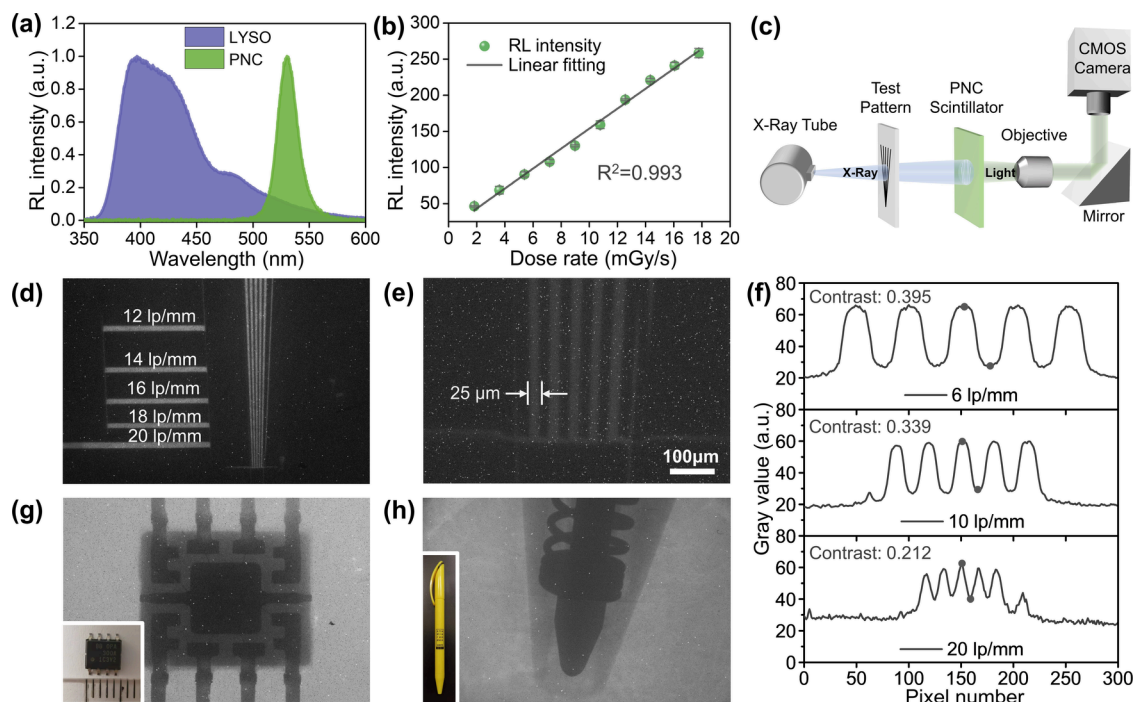 (a)
1.2
1.0
0.8
0.6
0.4
0.2
0.0
RL intensity (a.u.)
LYSO
PNC
350 400 450 500 550 600
Wavelength (nm)
(b)
300
250
200
150
100
50
RL intensity (a.u.)
RL intensity
Linear fitting
R²=0.993
0 2 4 6 8 10 12 14 16 18 20
Dose rate (mGy/s)
(c)
CMOS
Camera
Test
Pattern
PNC
Scintillator
X-Ray Tube
Objective
X-Ray
Light
Mirror
(d)
12 lp/mm
14 lp/mm
16 lp/mm
18 lp/mm
20 lp/mm
(e)
25 µm
100µm
(f)
Gray value (a.u.)
80
60
40
20
Contrast: 0.395
6 lp/mm
80
60
40
20
Contrast: 0.339
10 lp/mm
80
60
40
20
0
Contrast: 0.212
20 lp/mm
0 50 100 150 200 250 300
Pixel number
(g)
(h)